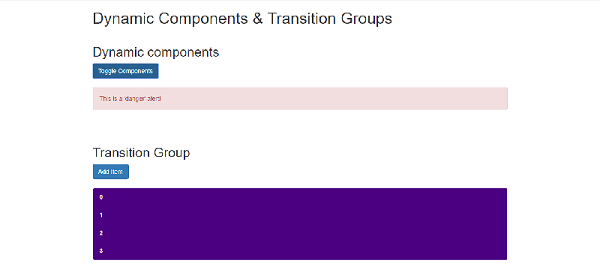 Dynamic Components & Transition Groups
Dynamic components
Toggle Components
This is a 'danger' alert!
Transition Group
Add Item
0
1
2
3